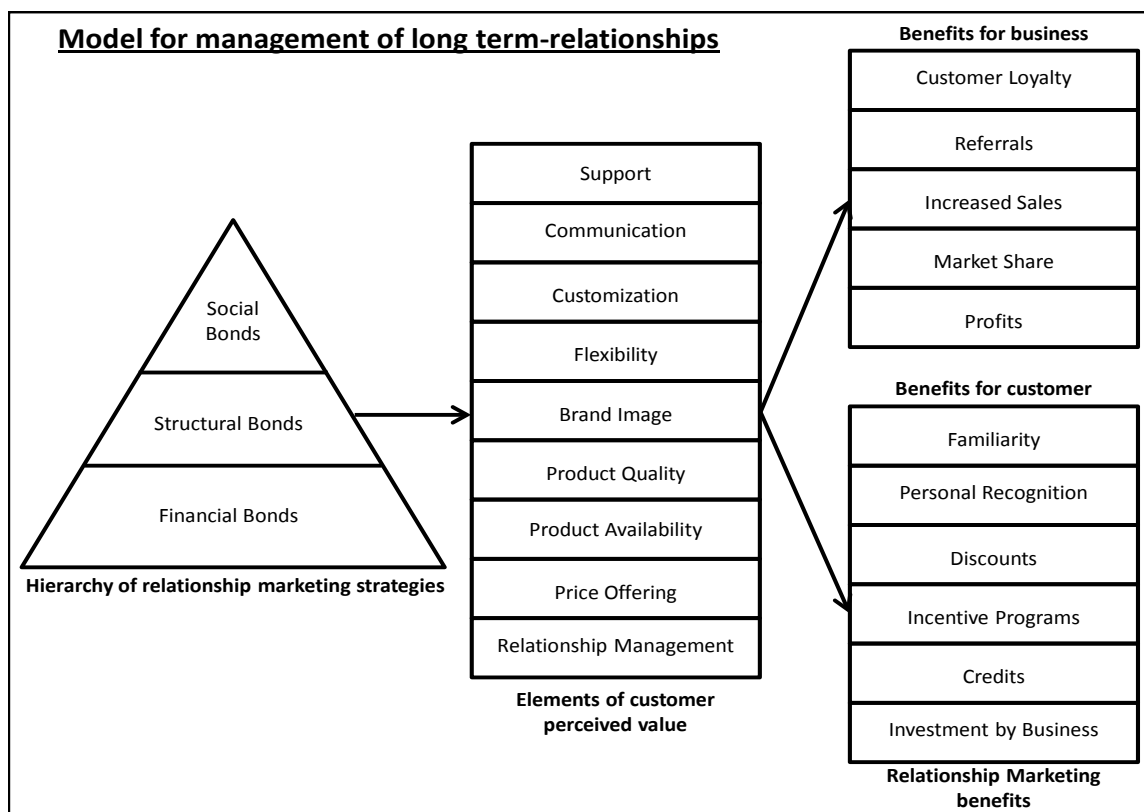 Model for management of long term-relationships
Social
Bonds
Structural Bonds
Financial Bonds
Hierarchy of relationship marketing strategies
Support
Communication
Customization
Flexibility
Brand Image
Product Quality
Product Availability
Price Offering
Relationship Management
Elements of customer
perceived value
Benefits for business
Customer Loyalty
Referrals
Increased Sales
Market Share
Profits
Benefits for customer
Familiarity
Personal Recognition
Discounts
Incentive Programs
Credits
Investment by Business
Relationship Marketing
benefits